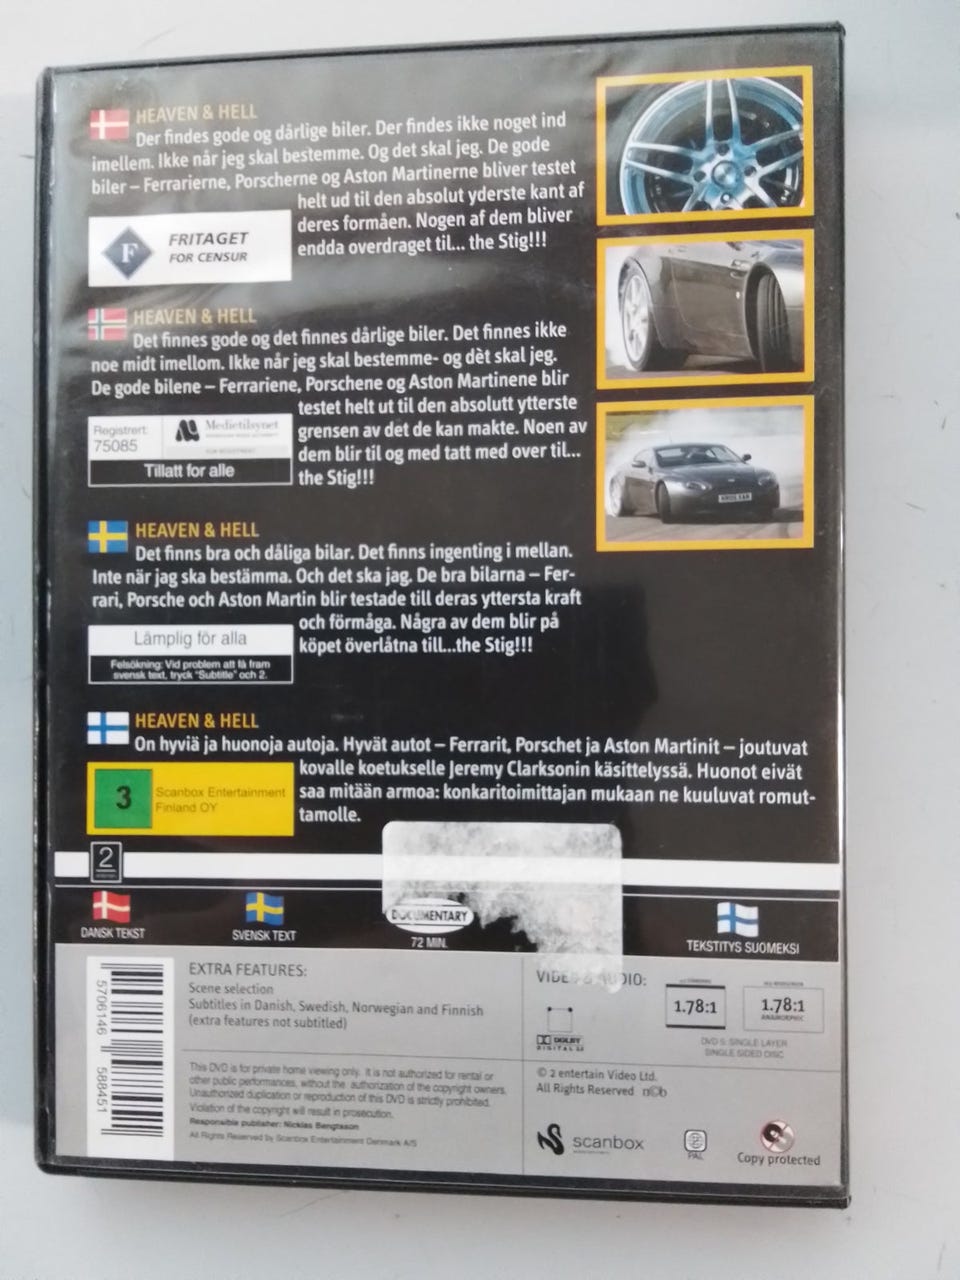 HEAVEN & HELL
Der findes gode og dårlige biler. Der findes ikke noget ind
imellem. Ikke når jeg skal bestemme. Og det skal jeg. De gode
biler – Ferrarierne, Porscherne og Aston Martinerne bliver testet
helt ud til den absolut yderste kant af
deres formåen. Nogen af dem bliver
endda overdraget til... the Stig!!!
F
FRITAGET
FOR CENSUR
HEAVEN & HELL
Det finnes gode og det finnes dårlige biler. Det finnes ikke
noe midt imellom. Ikke når jeg skal bestemme- og dèt skal jeg.
De gode bilene – Ferrariene, Porschene og Aston Martinene blir
testet helt ut til den absolutt ytterste
grensen av det de kan makte. Noen av
dem blir til og med tatt med over til...
the Stig!!!
Registrert:
75085
Medietilsynet
Tillatt for alle
HEAVEN & HELL
Det finns bra och dåliga bilar. Det finns ingenting i mellan.
Inte när jag ska bestämma. Och det ska jag. De bra bilarna – Fer-
rari, Porsche och Aston Martin blir testade till deras yttersta kraft
och förmåga. Några av dem blir på
köpet överlåtna till...the Stig!!!
Lämplig för alla
Felsökning: Vid problem att få fram
svensk text, tryck "Subtitle" och 2.
HEAVEN & HELL
On hyviä ja huonoja autoja. Hyvät autot – Ferrarit, Porschet ja Aston Martinit – joutuvat
kovalle koetukselle Jeremy Clarksonin käsittelyssä. Huonot eivät
saa mitään armoa: konkaritoimittajan mukaan ne kuuluvat romut-
tamolle.
3
Scanbox Entertainment
Finland OY
2
DANSK TEKST
SVENSK TEXT
DOCUMENTARY
72 MIN.
TEKSTITYS SUOMEKSI
EXTRA FEATURES:
Scene selection
Subtitles in Danish, Swedish, Norwegian and Finnish
(extra features not subtitled)
VIDEO & AUDIO:
1.78:1
1.78:1
ANAMORPHIC
DOLBY
DIGITAL 2.0
DVD 5: SINGLE LAYER
SINGLE SIDED DISC
5706146 588451
This DVD is for private home viewing only. It is not authorized for rental or
other public performances, without the authorization of the copyright owners.
Unauthorized duplication or reproduction of this DVD is strictly prohibited.
Violation of the copyright will result in prosecution.
Responsible publisher: Nicklas Bengtsson
All Rights Reserved by Scanbox Entertainment Denmark A/S
© 2 entertain Video Ltd.
All Rights Reserved n©b
scanbox
PAL
Copy protected